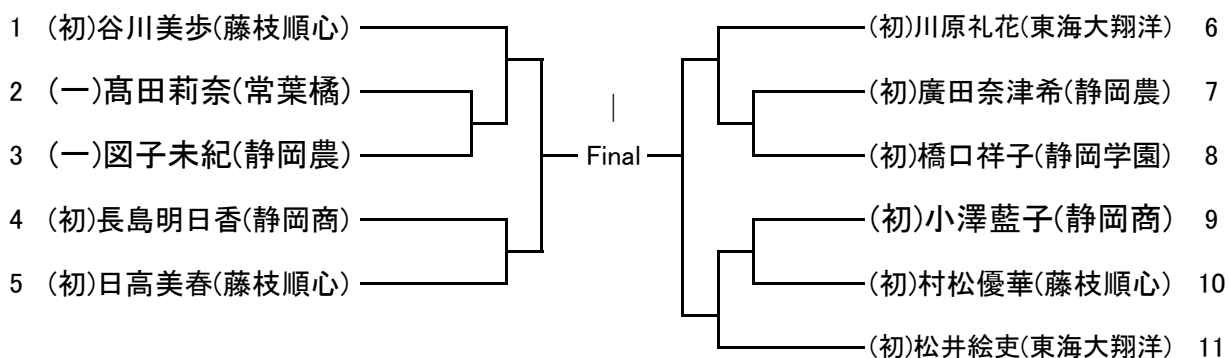 1 (初)谷川美歩(藤枝順心)
2 (一)髙田莉奈(常葉橘)
3 (一)図子未紀(静岡農)
4 (初)長島明日香(静岡商)
5 (初)日高美春(藤枝順心)
Final
(初)川原礼花(東海大翔洋) 6
(初)廣田奈津希(静岡農) 7
(初)橋口祥子(静岡学園) 8
(初)小澤藍子(静岡商) 9
(初)村松優華(藤枝順心) 10
(初)松井絵吏(東海大翔洋) 11